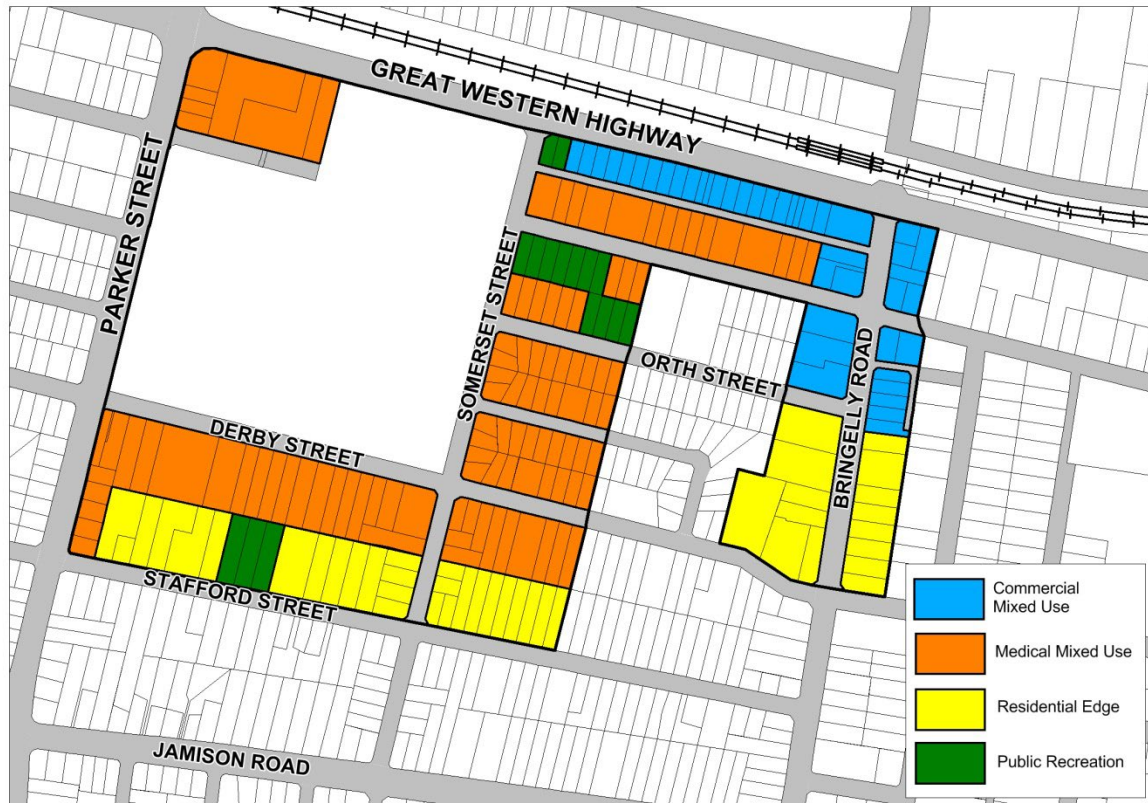 GREAT WESTERN HIGHWAY
PARKER STREET
SOMERSET STREET
ORTH STREET
BRINGELLY ROAD
DERBY STREET
STAFFORD STREET
JAMISON ROAD
Commercial
Mixed Use
Medical Mixed Use
Residential Edge
Public Recreation